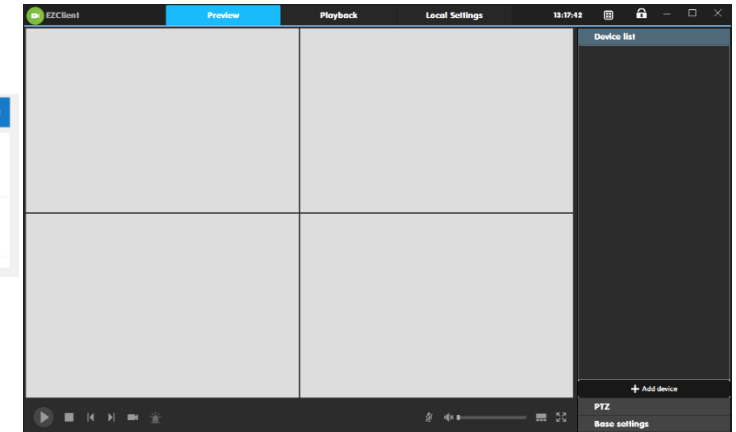 EZClient Preview Playback Local Settings 13:17:42
Device list
Add device
PTZ
Base settings